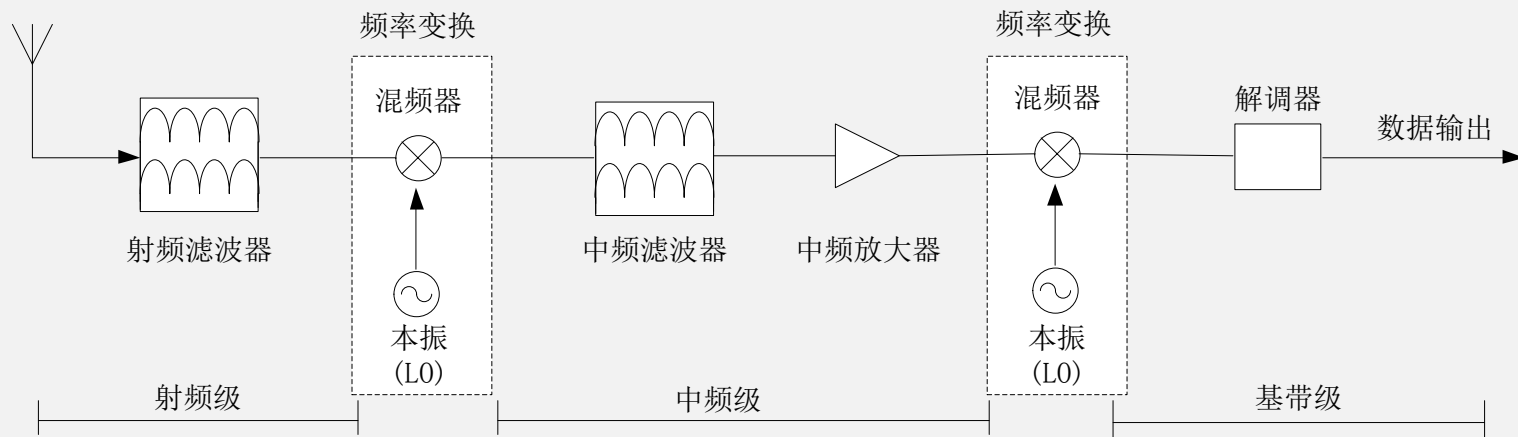 频率变换
频率变换
混频器
混频器
解调器
数据输出
射频滤波器
中频滤波器
中频放大器
本振
(LO)
本振
(LO)
射频级
中频级
基带级